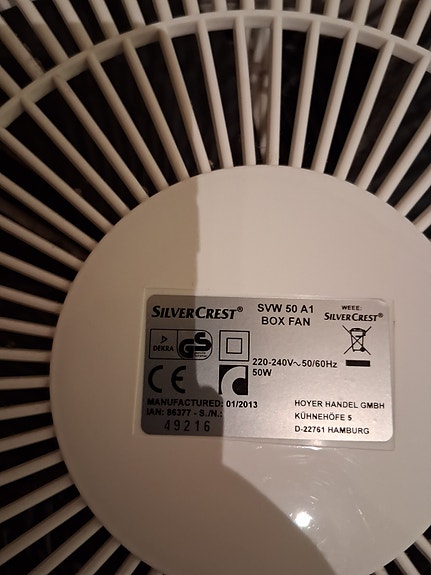 SILVERCREST®
SVW 50 A1
BOX FAN
WEEE:
SILVERCREST®
DEKRA
GS
220-240V~ 50/60Hz
50W
CE
MANUFACTURED: 01/2013
IAN: 86377 - S./N.:
49216
HOYER HANDEL GMBH
KÜHNEHÖFE 5
D-22761 HAMBURG